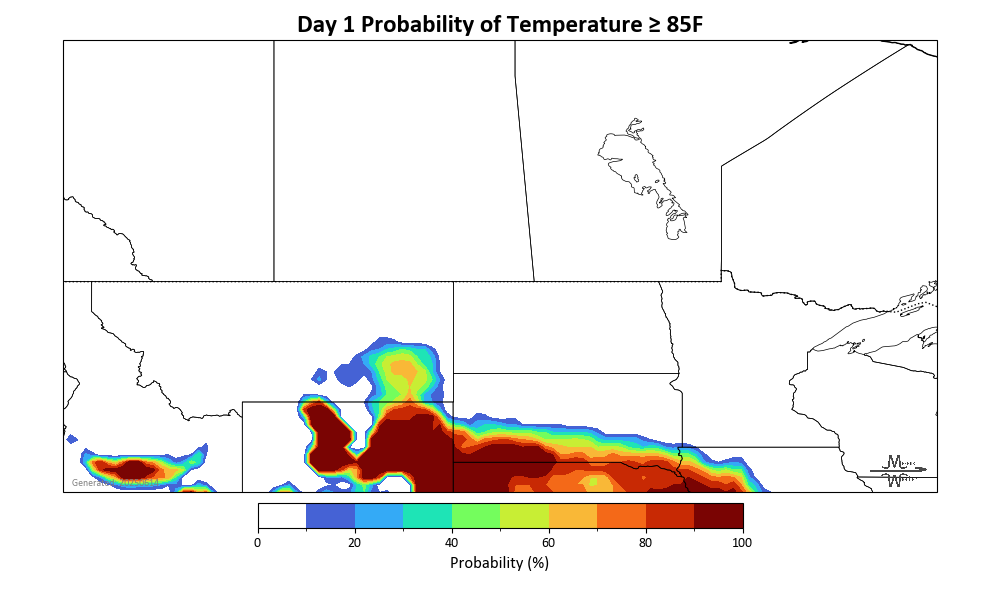 Day 1 Probability of Temperature ≥ 85F
M
W
0 20 40 60 80 100
Probability (%)